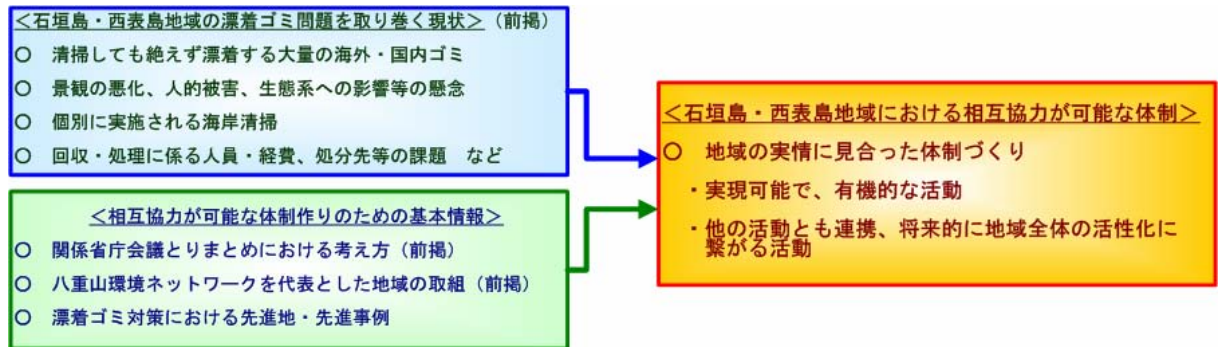 ＜石垣島・西表島地域の漂着ゴミ問題を取り巻く現状＞（前掲）
○　清掃しても絶えず漂着する大量の海外・国内ゴミ
○　景観の悪化、人的被害、生態系への影響等の懸念
○　個別に実施される海岸清掃
○　回収・処理に係る人員・経費、処分先等の課題　など
＜相互協力が可能な体制作りのための基本情報＞
○　関係省庁会議とりまとめにおける考え方（前掲）
○　八重山環境ネットワークを代表とした地域の取組（前掲）
○　漂着ゴミ対策における先進地・先進事例
＜石垣島・西表島地域における相互協力が可能な体制＞
○　地域の実情に見合った体制づくり
・実現可能で、有機的な活動
・他の活動とも連携、将来的に地域全体の活性化に
繋がる活動